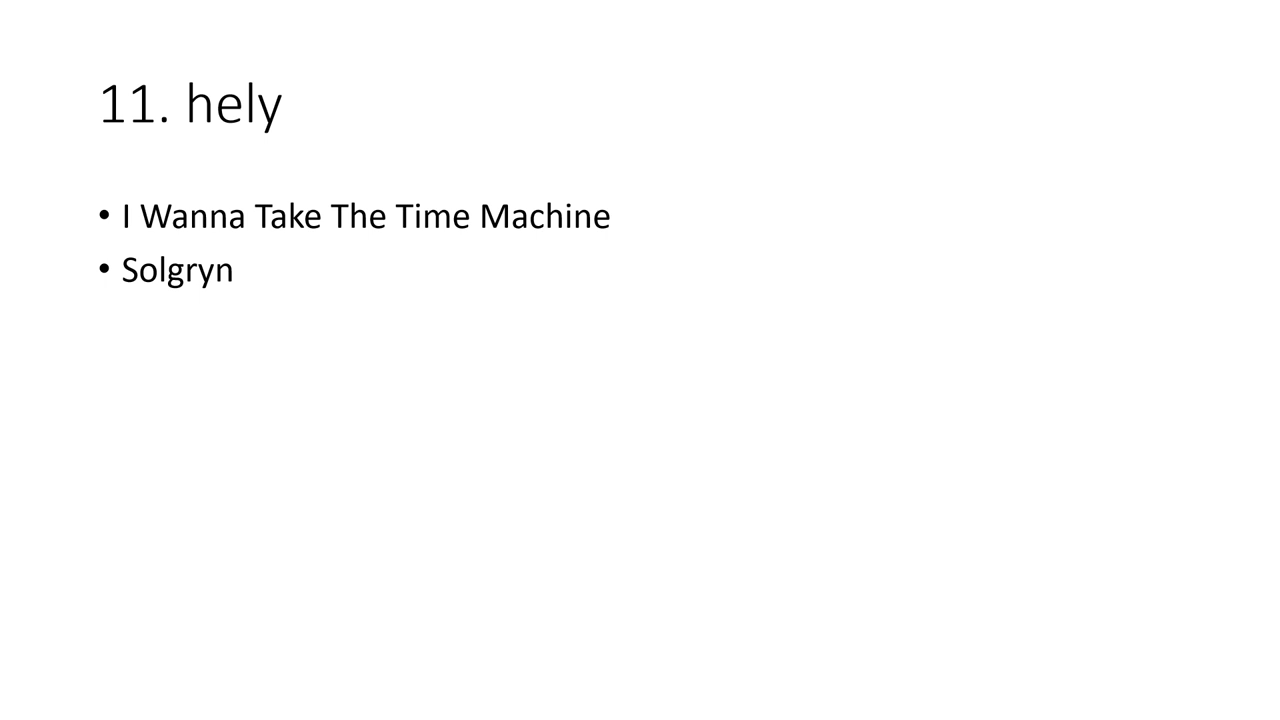 11. hely
• I Wanna Take The Time Machine
• Solgryn